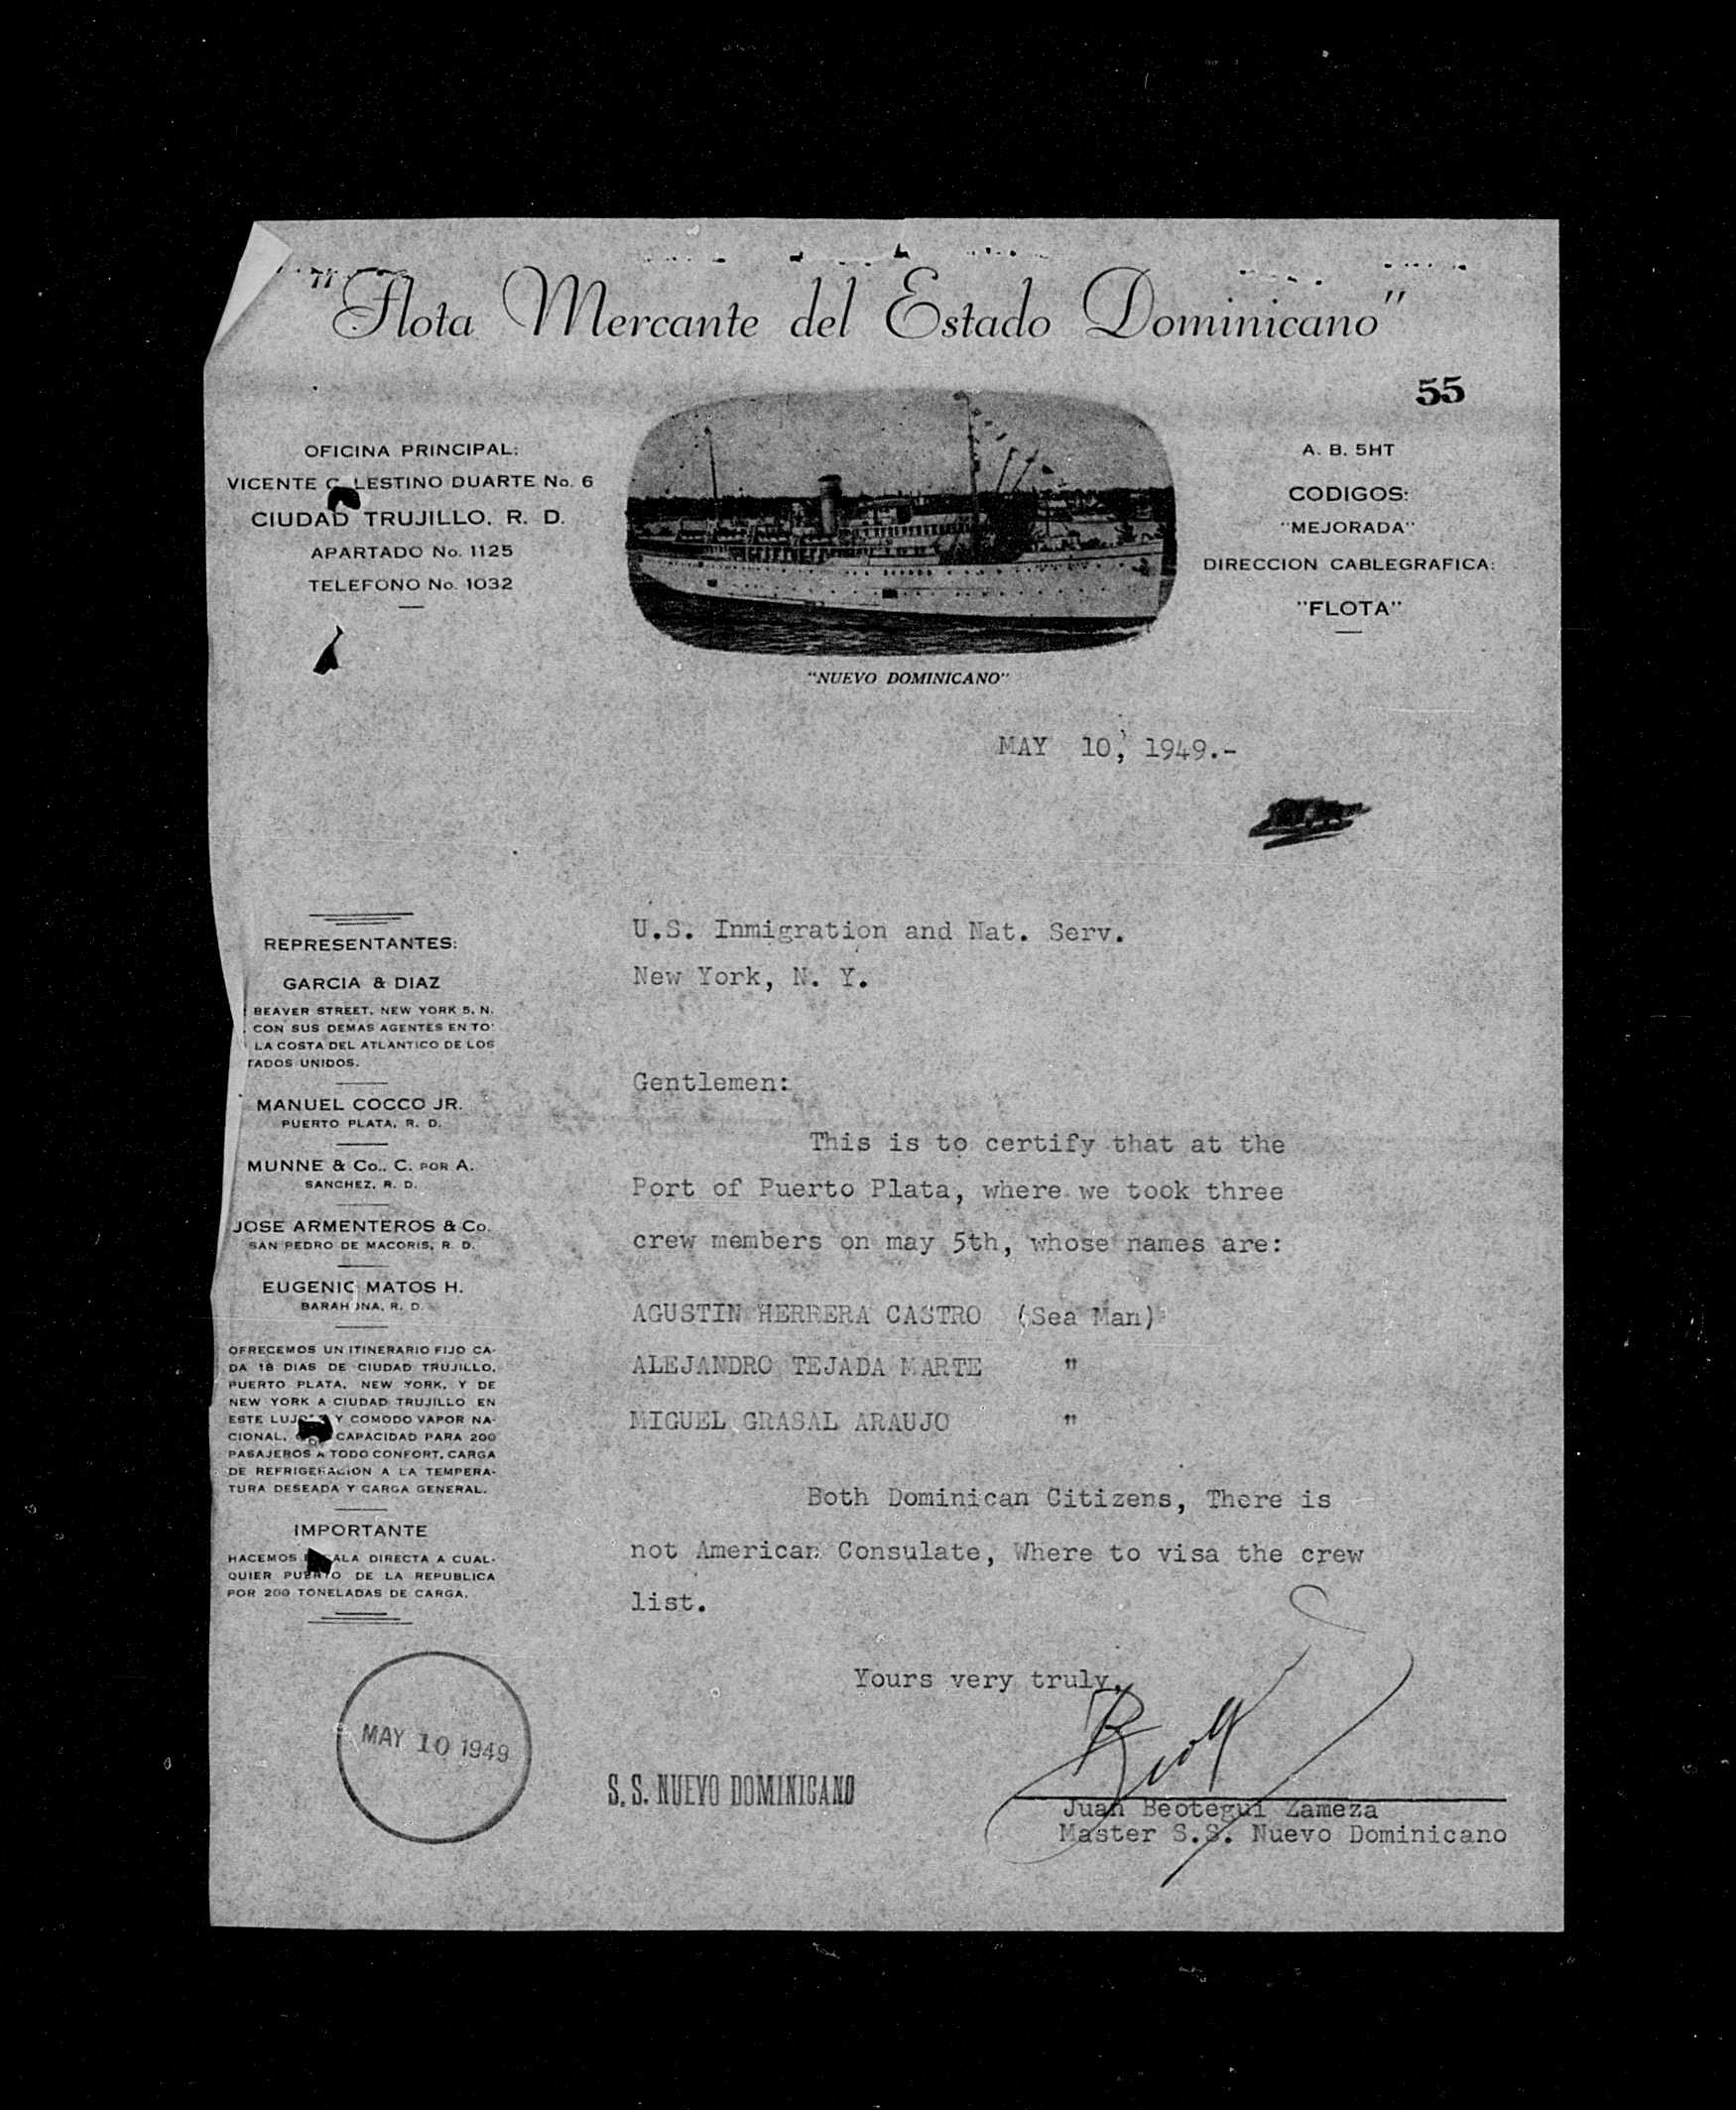 "Flota Mercante del Estado Dominicano"
55
OFICINA PRINCIPAL:
VICENTE C LESTINO DUARTE No. 6
CIUDAD TRUJILLO, R. D.
APARTADO No. 1125
TELEFONO No. 1032
A. B. 5HT
CODIGOS:
"MEJORADA"
DIRECCION CABLEGRAFICA:
"FLOTA"
"NUEVO DOMINICANO"
MAY 10, 1949.-
REPRESENTANTES:
GARCIA & DIAZ
BEAVER STREET, NEW YORK 5, N.
CON SUS DEMAS AGENTES EN TO
LA COSTA DEL ATLANTICO DE LOS
TADOS UNIDOS.
MANUEL COCCO JR.
PUERTO PLATA, R. D.
MUNNE & Co., C. POR A.
SANCHEZ, R. D.
JOSE ARMENTEROS & Co.
SAN PEDRO DE MACORIS, R. D.
EUGENIO MATOS H.
BARAHONA, R. D.
OFRECEMOS UN ITINERARIO FIJO CA-
DA 18 DIAS DE CIUDAD TRUJILLO,
PUERTO PLATA, NEW YORK, Y DE
NEW YORK A CIUDAD TRUJILLO EN
ESTE Y COMODO VAPOR NA-
CIONAL, CAPACIDAD PARA 200
PASAJEROS A TODO CONFORT, CARGA
DE REFRIGERACION A LA TEMPERA-
TURA DESEADA Y CARGA GENERAL.
IMPORTANTE
HACEMOS DIRECTA A CUAL-
QUIER PUERTO DE LA REPUBLICA
POR 200 TONELADAS DE CARGA.
U.S. Inmigration and Nat. Serv.
New York, N. Y.
Gentlemen:
This is to certify that at the
Port of Puerto Plata, where we took three
crew members on may 5th, whose names are:
AGUSTIN HERRERA CASTRO (Sea Man)
ALEJANDRO TEJADA MARTE "
MIGUEL GRASAL ARAUJO "
Both Dominican Citizens, There is
not American Consulate, Where to visa the crew
list.
Yours very truly,
MAY 10 1949
S. S. NUEVO DOMINICANO
Juan Beotegui Zameza
Master S.S. Nuevo Dominicano